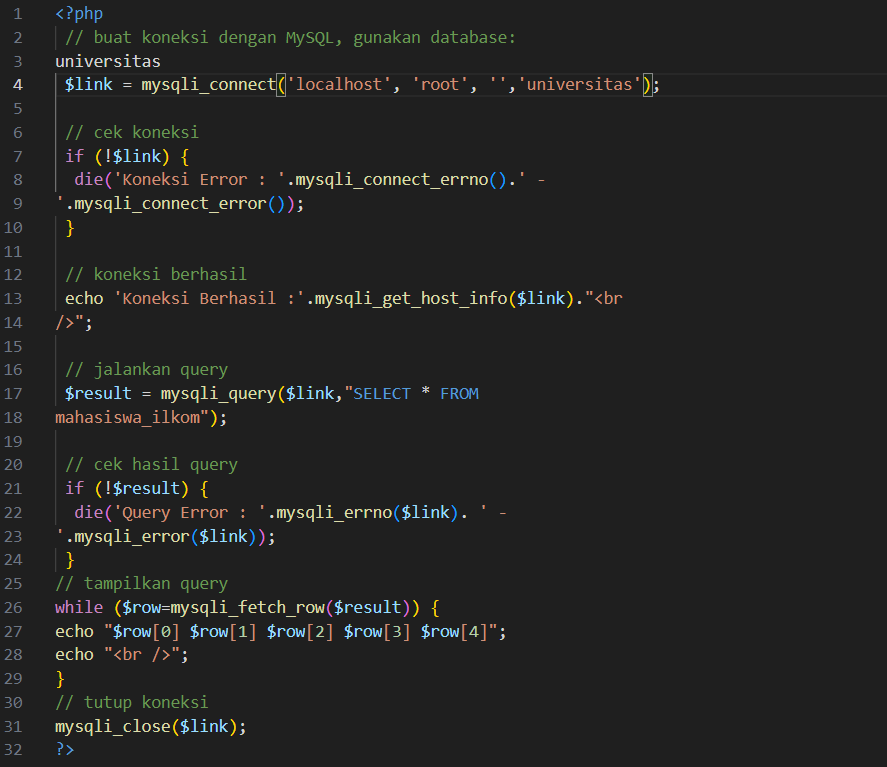 1 <?php
2 // buat koneksi dengan MySQL, gunakan database:
3 universitas
4 $link = mysqli_connect('localhost', 'root', '','universitas');
5
6 // cek koneksi
7 if (!$link) {
8 die('Koneksi Error : '.mysqli_connect_errno().' -
9 '.mysqli_connect_error());
10 }
11
12 // koneksi berhasil
13 echo 'Koneksi Berhasil :'.mysqli_get_host_info($link)."<br
14 />";
15
16 // jalankan query
17 $result = mysqli_query($link,"SELECT * FROM
18 mahasiswa_ilkom");
19
20 // cek hasil query
21 if (!$result) {
22 die('Query Error : '.mysqli_errno($link). ' -
23 '.mysqli_error($link));
24 }
25 // tampilkan query
26 while ($row=mysqli_fetch_row($result)) {
27 echo "$row[0] $row[1] $row[2] $row[3] $row[4]";
28 echo "<br />";
29 }
30 // tutup koneksi
31 mysqli_close($link);
32 ?>